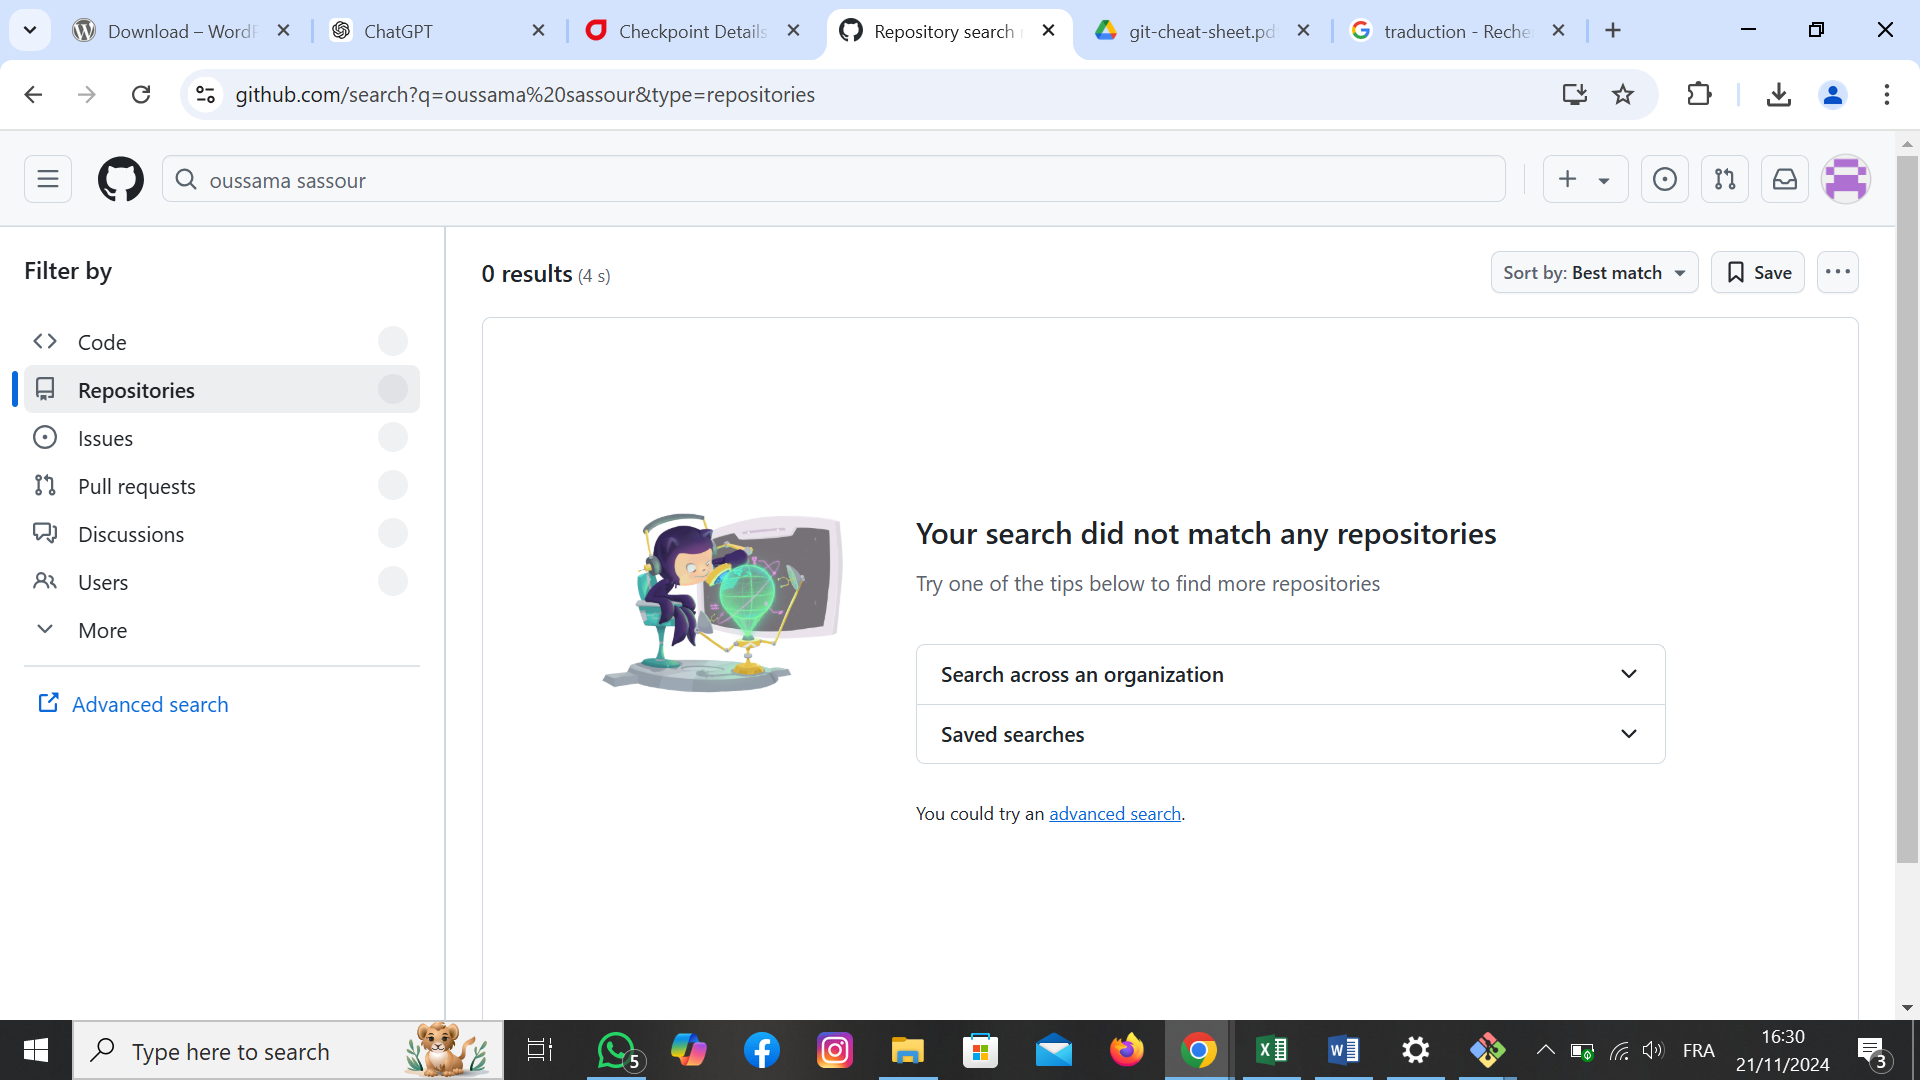 Download – WordP
ChatGPT
Checkpoint Details
Repository search r
git-cheat-sheet.pd
traduction - Reche
github.com/search?q=oussama%20sassour&type=repositories
oussama sassour
Filter by
0 results (4 s)
Sort by: Best match
Save
Code
Repositories
Issues
Pull requests
Discussions
Users
More
Advanced search
Your search did not match any repositories
Try one of the tips below to find more repositories
Search across an organization
Saved searches
You could try an advanced search.
Type here to search
5
FRA
16:30
21/11/2024
3